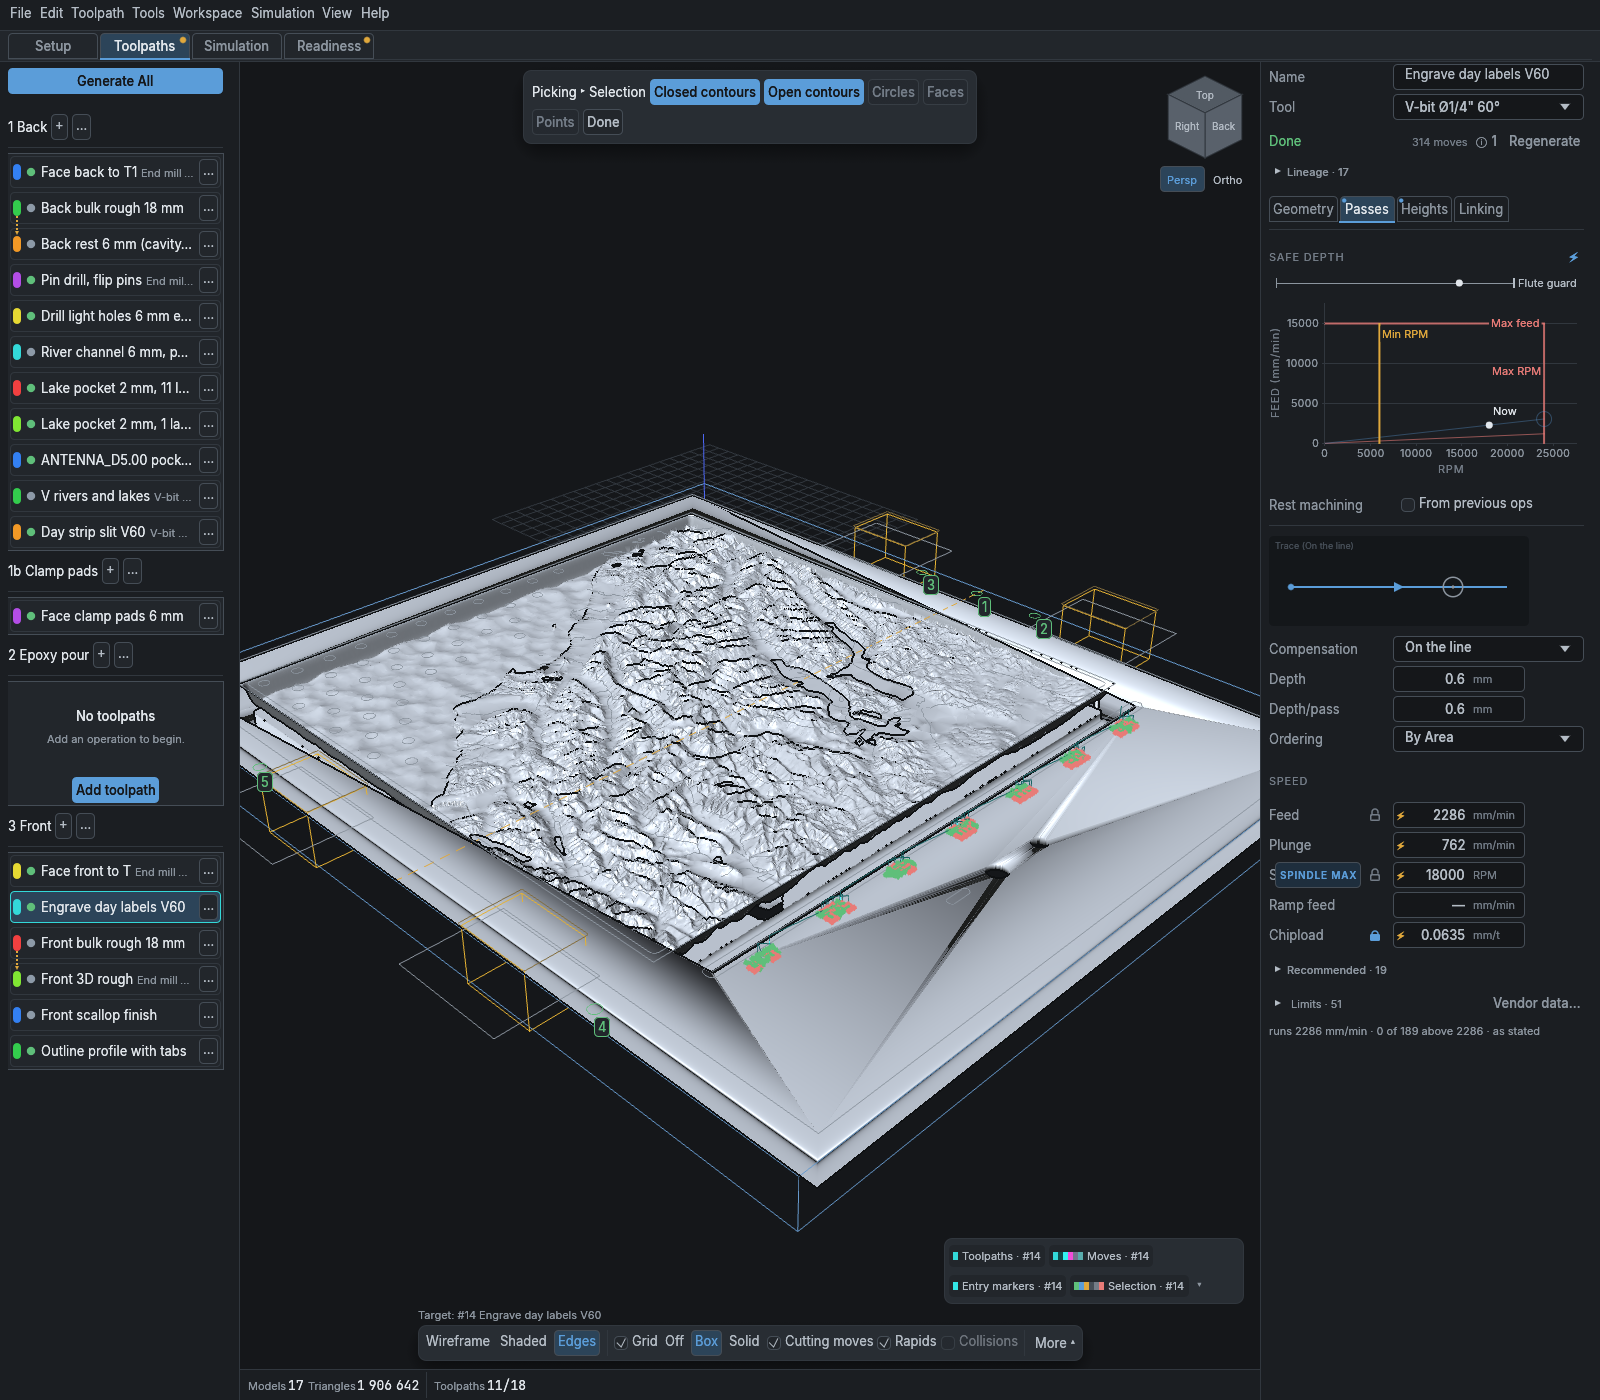 File Edit Toolpath Tools Workspace Simulation View Help
Setup Toolpaths Simulation Readiness
Generate All
1 Back + ...
Face back to T1 End mill ... ...
Back bulk rough 18 mm ...
Back rest 6 mm (cavity... ...
Pin drill, flip pins End mil... ...
Drill light holes 6 mm e... ...
River channel 6 mm, p... ...
Lake pocket 2 mm, 11 l... ...
Lake pocket 2 mm, 1 la... ...
ANTENNA_D5.00 pock... ...
V rivers and lakes V-bit ... ...
Day strip slit V60 V-bit ... ...
1b Clamp pads + ...
Face clamp pads 6 mm ...
2 Epoxy pour + ...
No toolpaths
Add an operation to begin.
Add toolpath
3 Front + ...
Face front to T End mill ... ...
Engrave day labels V60 ...
Front bulk rough 18 mm ...
Front 3D rough End mill ... ...
Front scallop finish ...
Outline profile with tabs ...
Picking ▸ Selection Closed contours Open contours Circles Faces
Points Done
Top
Right Back
Persp Ortho
3
1
2
5
4
Toolpaths · #14 Moves · #14
Entry markers · #14 Selection · #14
Target: #14 Engrave day labels V60
Wireframe Shaded Edges Grid Off Box Solid Cutting moves Rapids Collisions More
Models 17 Triangles 1 906 642 Toolpaths 11/18
Name Engrave day labels V60
Tool V-bit Ø1/4" 60°
Done 314 moves 1 Regenerate
Lineage · 17
Geometry Passes Heights Linking
SAFE DEPTH
Flute guard
FEED (mm/min)
15000
10000
5000
0
Max feed
Min RPM
Max RPM
Now
0 5000 10000 15000 20000 25000
RPM
Rest machining From previous ops
Trace (On the line)
Compensation On the line
Depth 0.6 mm
Depth/pass 0.6 mm
Ordering By Area
SPEED
Feed 2286 mm/min
Plunge 762 mm/min
S SPINDLE MAX 18000 RPM
Ramp feed — mm/min
Chipload 0.0635 mm/t
Recommended · 19
Limits · 51 Vendor data...
runs 2286 mm/min · 0 of 189 above 2286 · as stated